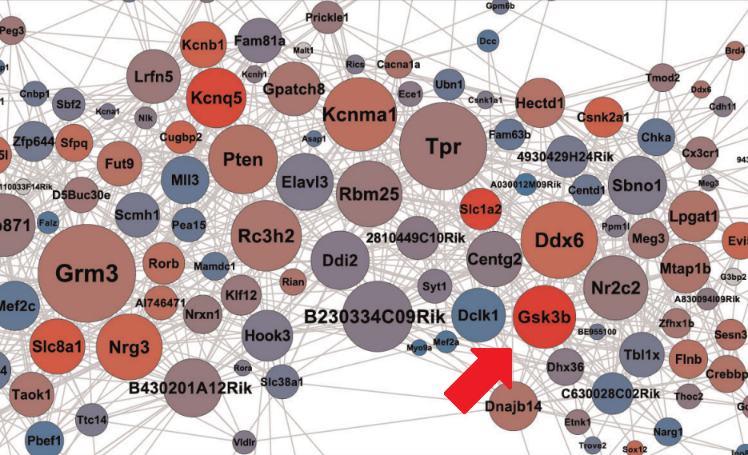 Gpm6b
Prickle1
Peg3
Dcc
Kcnb1
Fam81a
Malt1
Brd4
Rics
Cacna1a
Lrfn5
Kcnh1
Tmod2
Ubn1
Kcnq5
Gpatch8
Ece1
Ddx6
Cnbp1
Csnk1a1
Hectd1
Cdh11
Sbf2
Kcna1
Kcnma1
Nlk
Csnk2a1
Fam63b
Chka
Zfp644
Sfpq
Cugbp2
Asap1
Tpr
Cx3cr1
4930429H24Rik
Fut9
Pten
Mll3
Elavl3
A030012M09Rik
Centd1
Sbno1
Meg3
110033F14Rik
D5Buc30e
Rbm25
Slc1a2
Scmh1
Lpgat1
Falz
Pea15
Ppm1l
Rc3h2
2810449C10Rik
Ddx6
Meg3
Evi
Ddi2
Centg2
Rorb
Mamdc1
Mtap1b
Grm3
G3bp2
Rian
Syt1
Nr2c2
Klf12
A830094I09Rik
AI746471
Mef2c
Nrxn1
B230334C09Rik
Dclk1
Gsk3b
Zfhx1b
BE955100
Sesn3
Hook3
Slc8a1
Nrg3
Myo9a
Mef2a
Tbl1x
Flnb
Rora
Dhx36
Crebbp
Slc38a1
B430201A12Rik
Taok1
C630028C02Rik
Thoc2
Dnajb14
Ttc14
Etnk1
Narg1
Pbef1
Vldlr
Trove2
Sox12